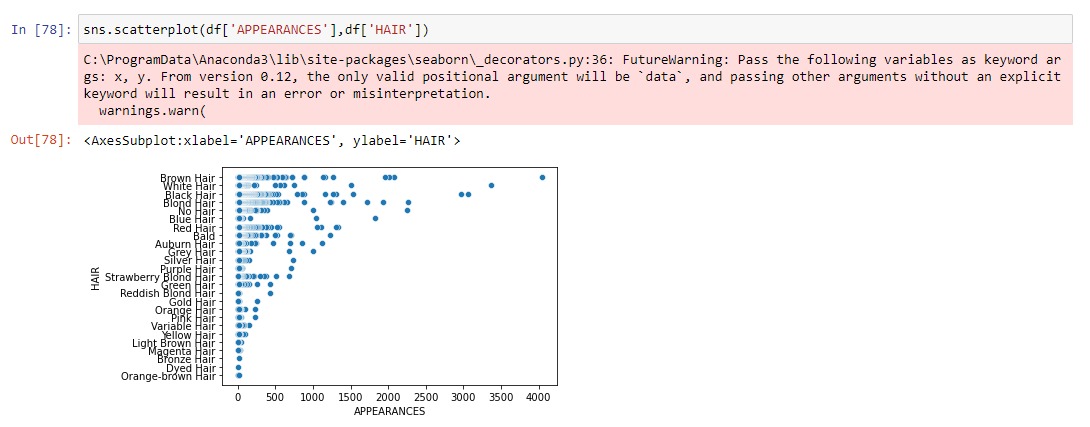 In [78]: sns.scatterplot(df['APPEARANCES'],df['HAIR'])
C:\ProgramData\Anaconda3\lib\site-packages\seaborn\_decorators.py:36: FutureWarning: Pass the following variables as keyword ar
gs: x, y. From version 0.12, the only valid positional argument will be `data`, and passing other arguments without an explicit
keyword will result in an error or misinterpretation.
warnings.warn(
Out[78]: <AxesSubplot:xlabel='APPEARANCES', ylabel='HAIR'>
Brown Hair
White Hair
Black Hair
Blond Hair
No Hair
Blue Hair
Red Hair
Bald
Auburn Hair
Grey Hair
Silver Hair
Purple Hair
Strawberry Blond Hair
Green Hair
Reddish Blond Hair
Gold Hair
Orange Hair
Pink Hair
Variable Hair
Yellow Hair
Light Brown Hair
Magenta Hair
Bronze Hair
Dyed Hair
Orange-brown Hair
HAIR
0 500 1000 1500 2000 2500 3000 3500 4000
APPEARANCES